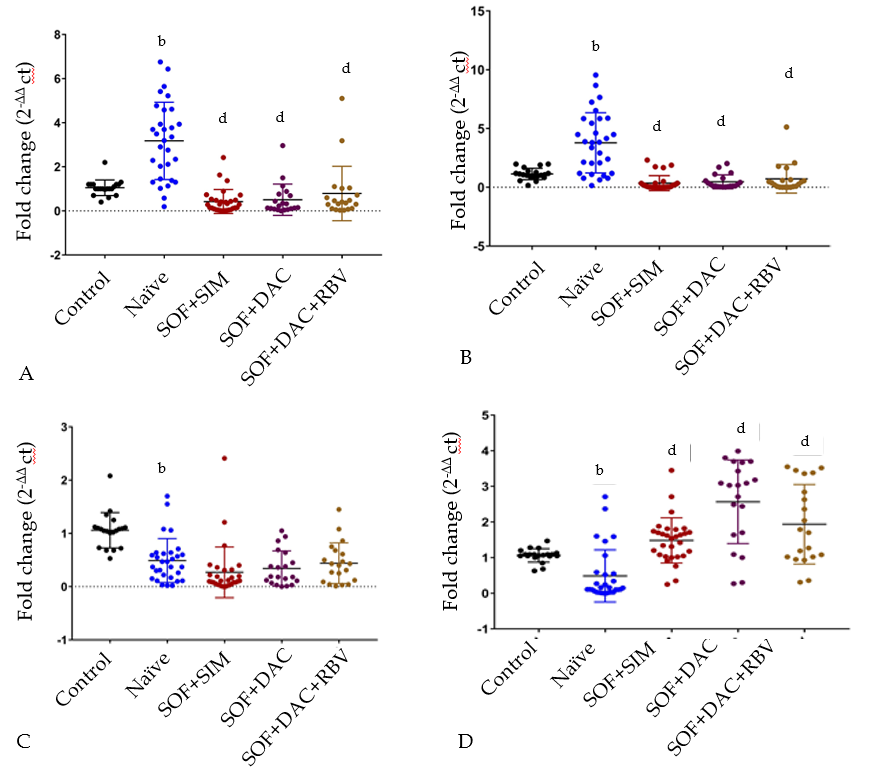 8
6
4
2
0
-2
Fold change (2-ΔΔct)
b
d
d
d
Control
Naïve
SOF+SIM
SOF+DAC
SOF+DAC+RBV
A
15
10
5
0
-5
Fold change (2-ΔΔct)
b
d
d
d
Control
Naïve
SOF+SIM
SOF+DAC
SOF+DAC+RBV
B
3
2
1
0
-1
Fold change (2-ΔΔct)
b
Control
Naïve
SOF+SIM
SOF+DAC
SOF+DAC+RBV
C
5
4
3
2
1
0
-1
Fold change (2-ΔΔct)
b
d
d
d
Control
Naïve
SOF+SIM
SOF+DAC
SOF+DAC+RBV
D